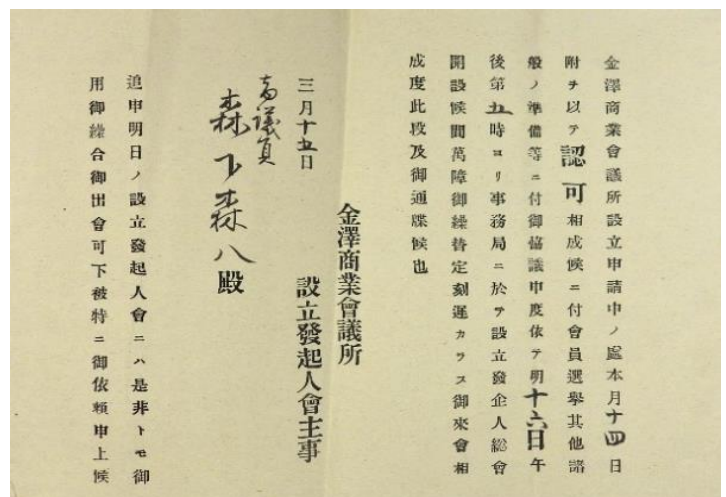 金澤商業會議所設立申請中ノ處本月十四日
附ヲ以テ認可相成候ニ付會員選擧其他諸
般ノ準備等ニ付御協議申度依テ明十六日午
後第五時ヨリ事務局ニ於テ設立發企人總會
開設候間萬障御繰替定刻遲カラス御來會相
成度此段及御通牒候也
金澤商業會議所
設立發起人會主事
三月十五日
商議員
森下森八殿
追申明日ノ設立發起人會ニハ是非トモ御
用御繰合御出會可下被特ニ御依頼申上候